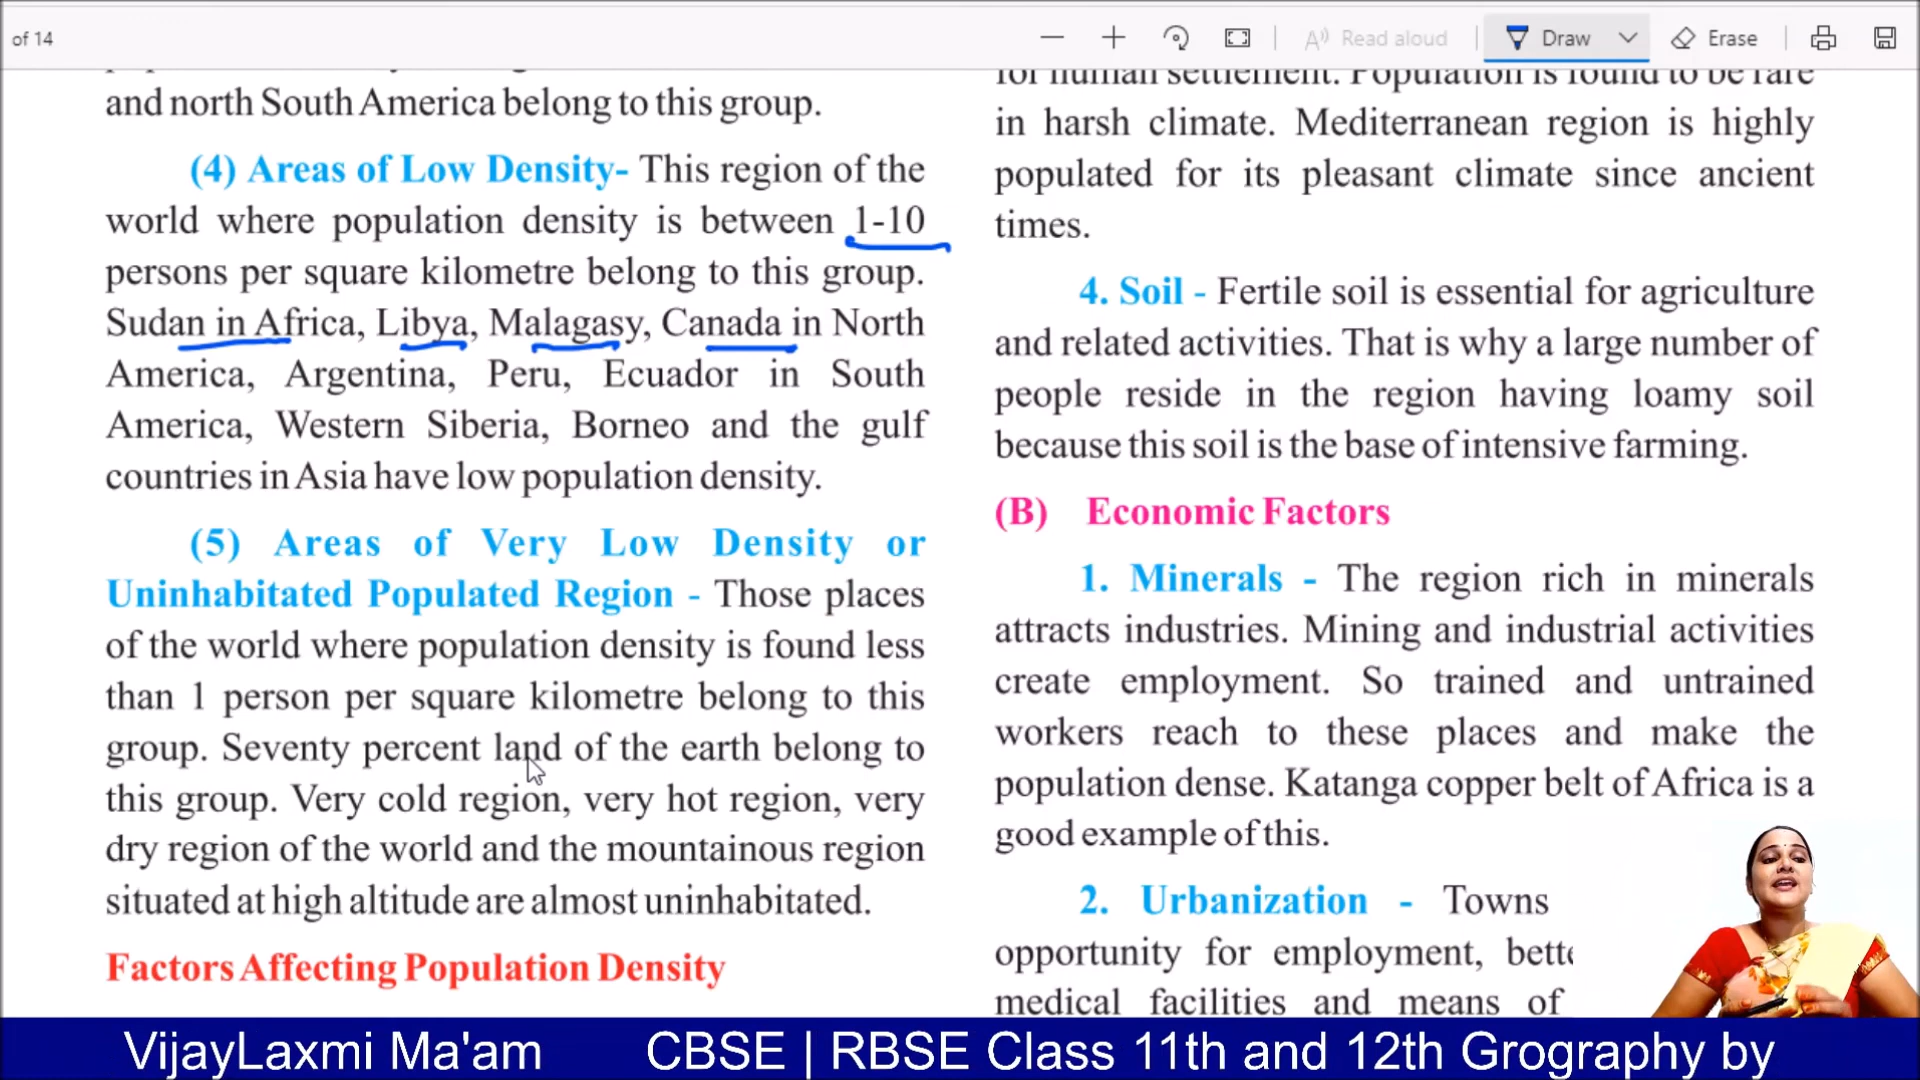 of 14
Read aloud
Draw
Erase
and north South America belong to this group.
(4) Areas of Low Density- This region of the
world where population density is between 1-10
persons per square kilometre belong to this group.
Sudan in Africa, Libya, Malagasy, Canada in North
America, Argentina, Peru, Ecuador in South
America, Western Siberia, Borneo and the gulf
countries in Asia have low population density.
(5) Areas of Very Low Density or
Uninhabitated Populated Region - Those places
of the world where population density is found less
than 1 person per square kilometre belong to this
group. Seventy percent land of the earth belong to
this group. Very cold region, very hot region, very
dry region of the world and the mountainous region
situated at high altitude are almost uninhabitated.
Factors Affecting Population Density
for human settlement. Population is found to be rare
in harsh climate. Mediterranean region is highly
populated for its pleasant climate since ancient
times.
4. Soil - Fertile soil is essential for agriculture
and related activities. That is why a large number of
people reside in the region having loamy soil
because this soil is the base of intensive farming.
(B) Economic Factors
1. Minerals - The region rich in minerals
attracts industries. Mining and industrial activities
create employment. So trained and untrained
workers reach to these places and make the
population dense. Katanga copper belt of Africa is a
good example of this.
2. Urbanization - Towns
opportunity for employment, bette
medical facilities and means of
VijayLaxmi Ma'am CBSE | RBSE Class 11th and 12th Grography by